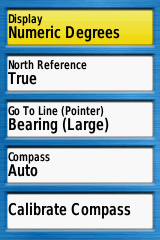 Display
Numeric Degrees
North Reference
True
Go To Line (Pointer)
Bearing (Large)
Compass
Auto
Calibrate Compass